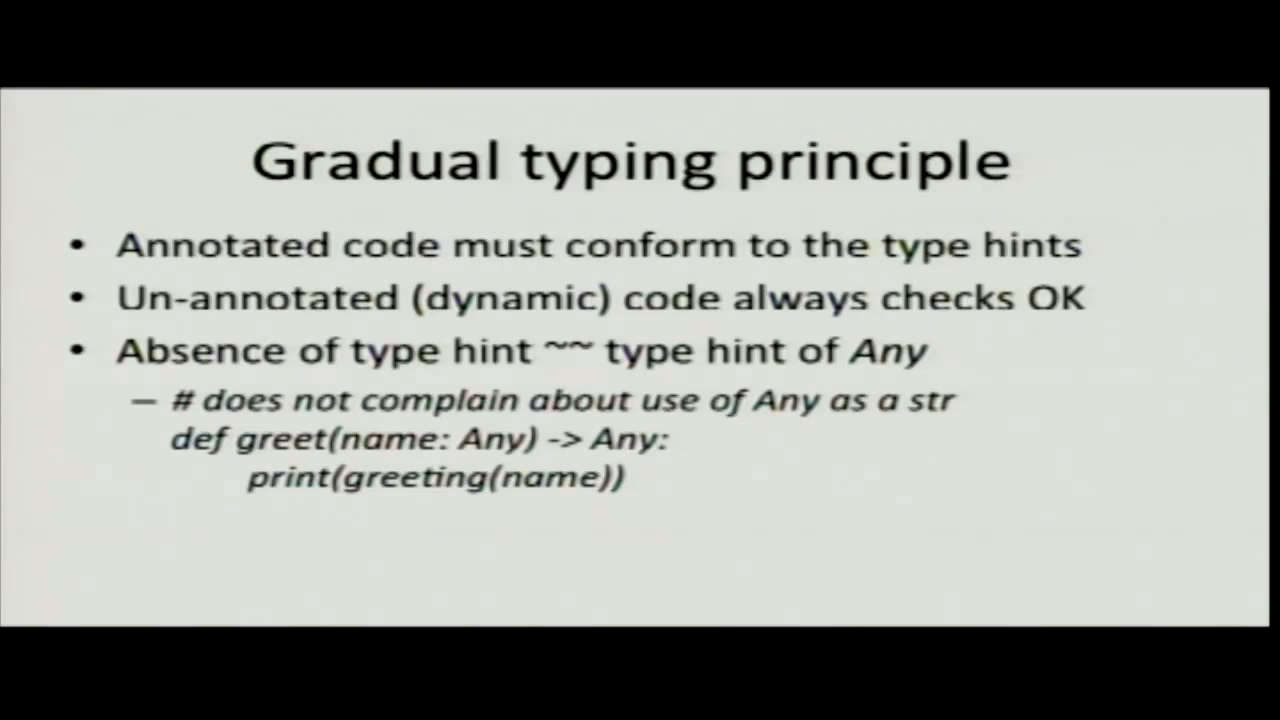 Gradual typing principle
• Annotated code must conform to the type hints
• Un-annotated (dynamic) code always checks OK
• Absence of type hint ~~ type hint of Any
– # does not complain about use of Any as a str
def greet(name: Any) -> Any:
print(greeting(name))